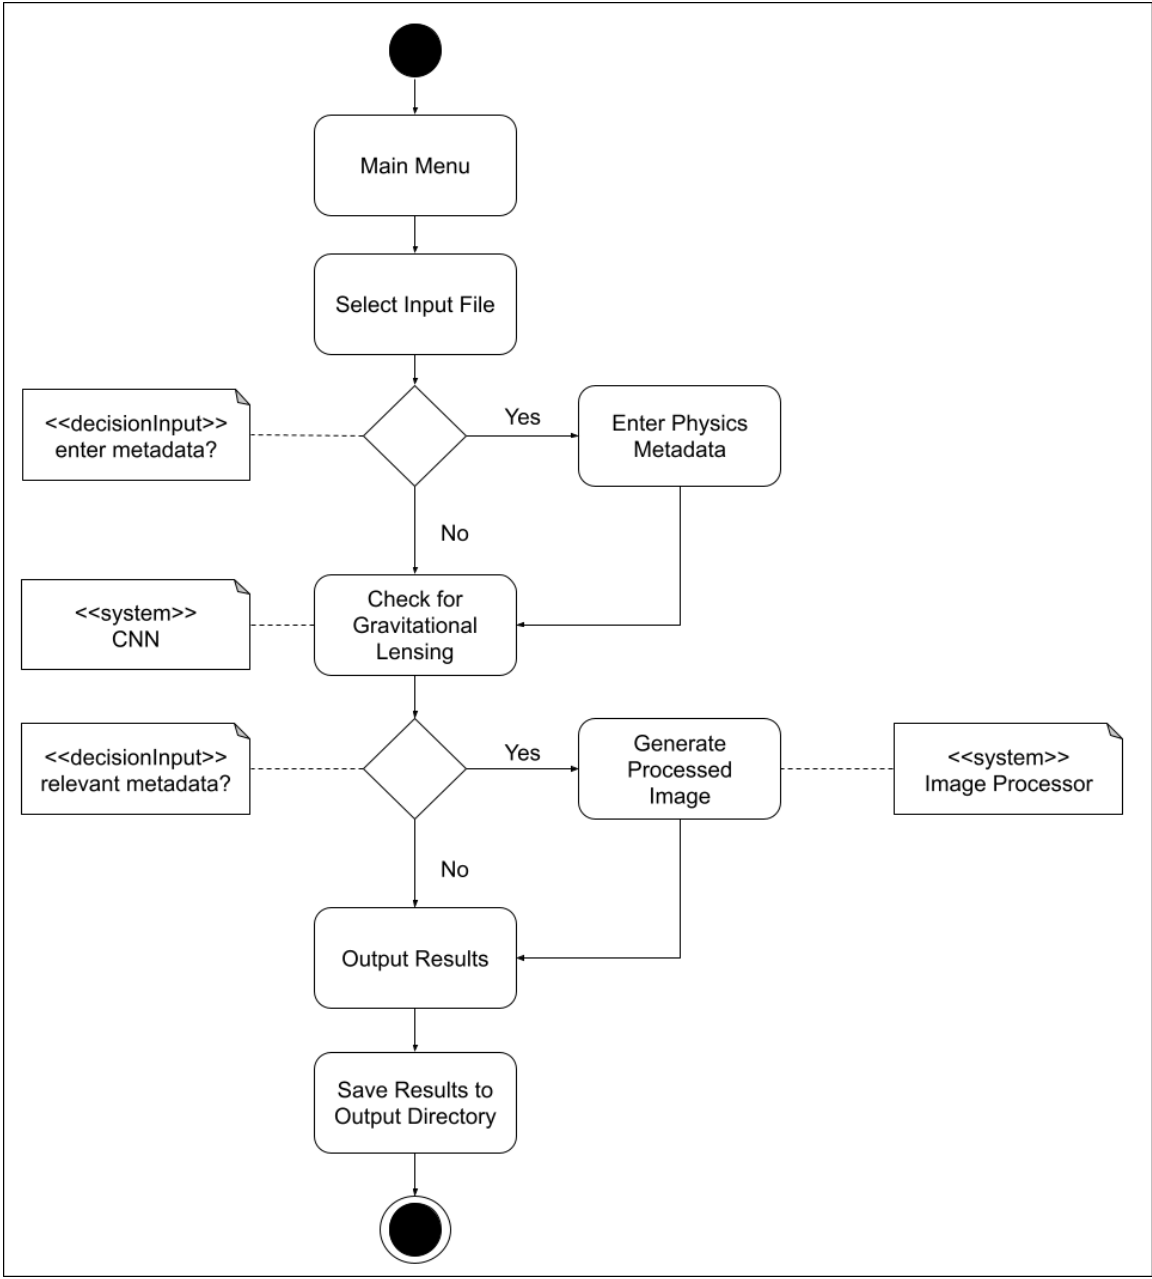 Main Menu
Select Input File
<<decisionInput>>
enter metadata?
Yes
Enter Physics
Metadata
No
<<system>>
CNN
Check for
Gravitational
Lensing
<<decisionInput>>
relevant metadata?
Yes
Generate
Processed
Image
<<system>>
Image Processor
No
Output Results
Save Results to
Output Directory